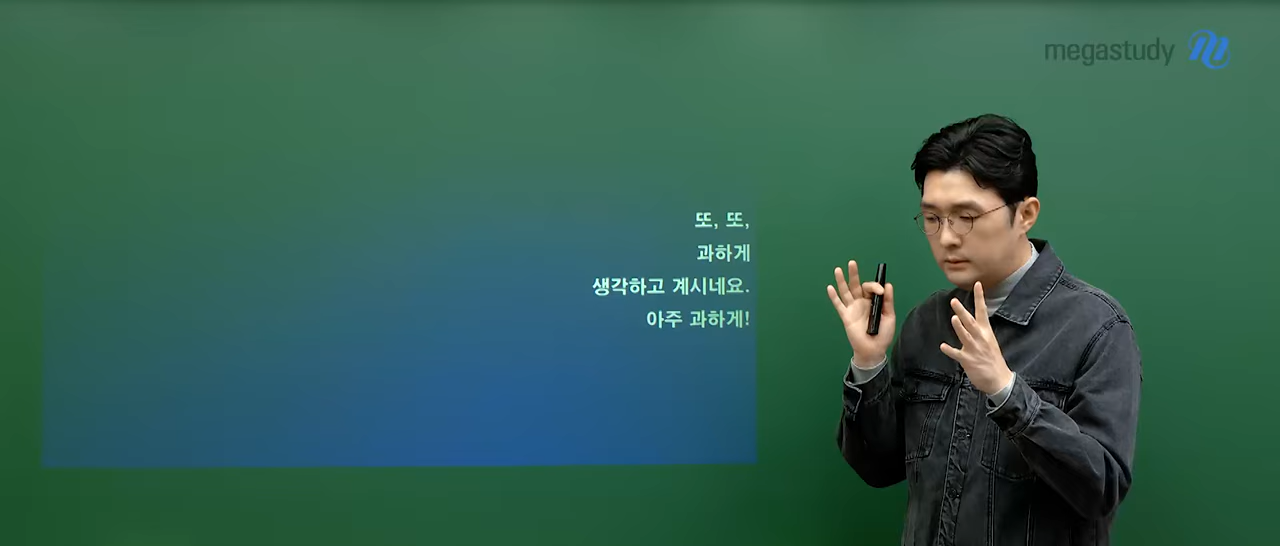 megastudy
또, 또,
과하게
생각하고 계시네요.
아주 과하게!